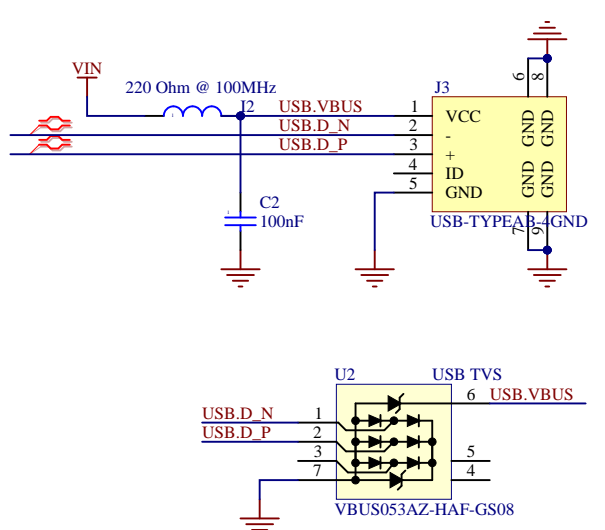 VIN
220 Ohm @ 100MHz
J2
USB.VBUS
USB.D_N
USB.D_P
J3
1
2
3
4
5
VCC
-
+
ID
GND
6
8
GND
GND
GND
GND
7
9
USB-TYPEAB-4GND
C2
100nF
1
1
U2
USB TVS
USB.D_N
USB.D_P
1
2
3
7
6
5
4
USB.VBUS
VBUS053AZ-HAF-GS08